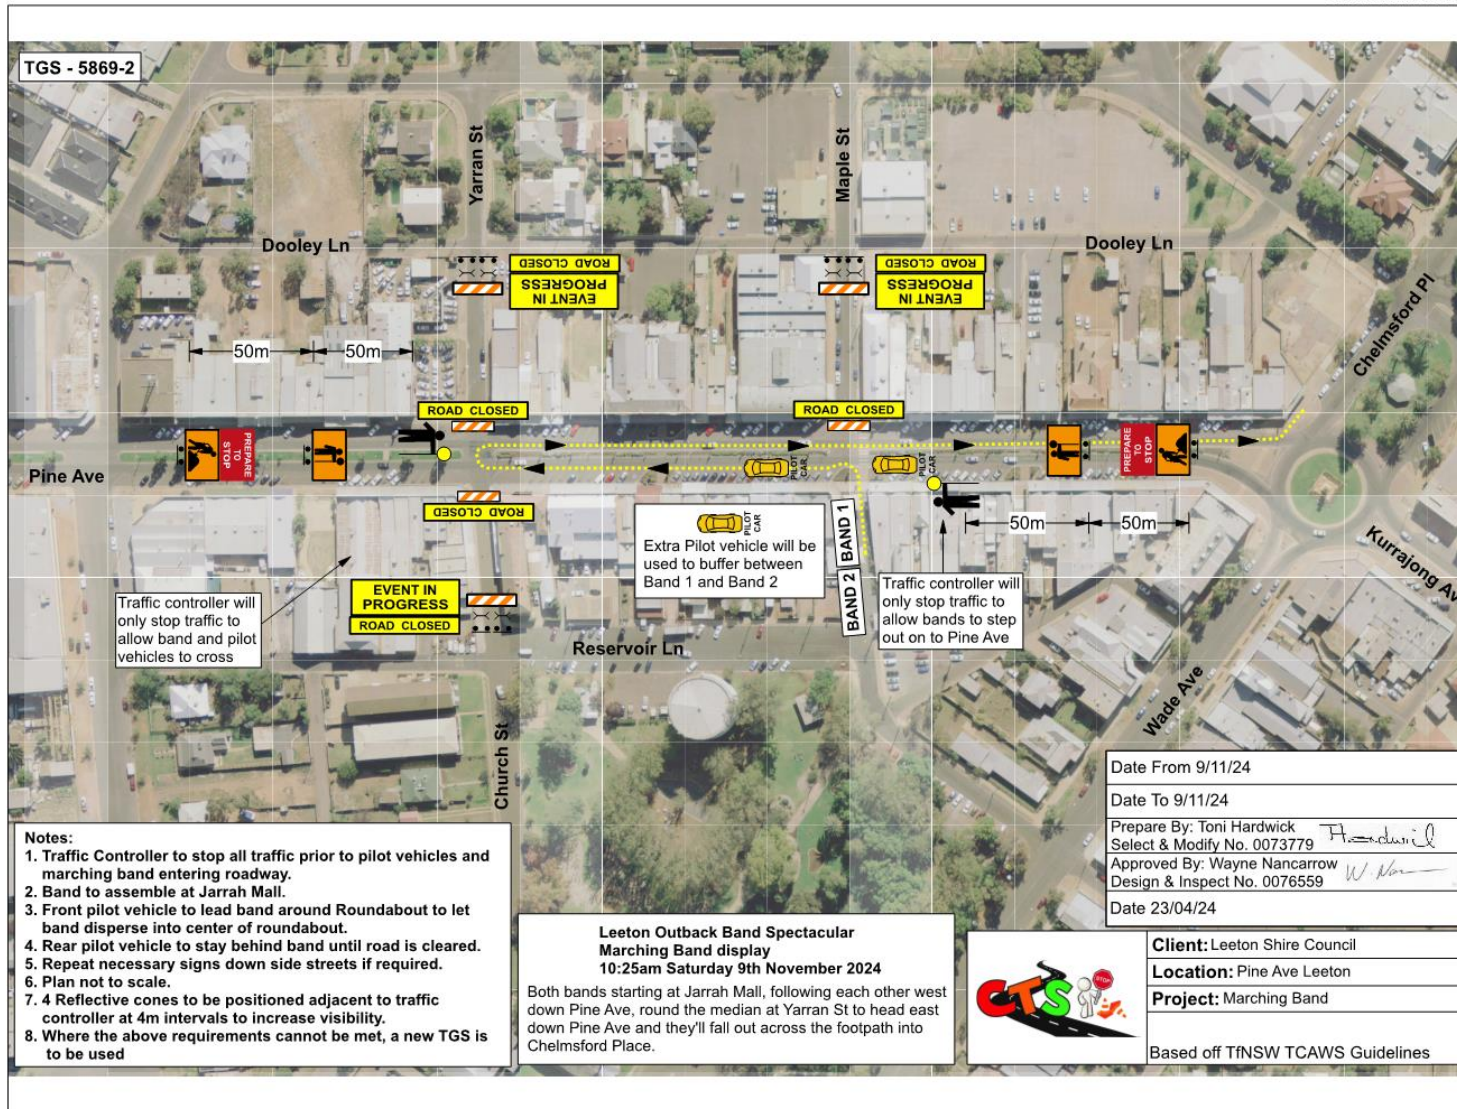 TGS - 5869-2
Yarran St
Maple St
Dooley Ln
Dooley Ln
ROAD CLOSED
EVENT IN
PROGRESS
ROAD CLOSED
EVENT IN
PROGRESS
Chelmsford Pl
50m
50m
ROAD CLOSED
ROAD CLOSED
PREPARE
TO
STOP
PREPARE
TO
STOP
Pine Ave
PILOT
CAR
PILOT
CAR
ROAD CLOSED
BAND 1
BAND 2
PILOT
CAR
Extra Pilot vehicle will be
used to buffer between
Band 1 and Band 2
50m
50m
Kurrajong Av
Traffic controller will
only stop traffic to
allow bands to step
out on to Pine Ave
EVENT IN
PROGRESS
ROAD CLOSED
Traffic controller will
only stop traffic to
allow band and pilot
vehicles to cross
Reservoir Ln
Church St
Wade Ave
Notes:
1. Traffic Controller to stop all traffic prior to pilot vehicles and
marching band entering roadway.
2. Band to assemble at Jarrah Mall.
3. Front pilot vehicle to lead band around Roundabout to let
band disperse into center of roundabout.
4. Rear pilot vehicle to stay behind band until road is cleared.
5. Repeat necessary signs down side streets if required.
6. Plan not to scale.
7. 4 Reflective cones to be positioned adjacent to traffic
controller at 4m intervals to increase visibility.
8. Where the above requirements cannot be met, a new TGS is
to be used
Leeton Outback Band Spectacular
Marching Band display
10:25am Saturday 9th November 2024
Both bands starting at Jarrah Mall, following each other west
down Pine Ave, round the median at Yarran St to head east
down Pine Ave and they'll fall out across the footpath into
Chelmsford Place.
Date From 9/11/24
Date To 9/11/24
Prepare By: Toni Hardwick
Select & Modify No. 0073779
Approved By: Wayne Nancarrow
Design & Inspect No. 0076559
Date 23/04/24
CTS
STOP
Client: Leeton Shire Council
Location: Pine Ave Leeton
Project: Marching Band
Based off TfNSW TCAWS Guidelines